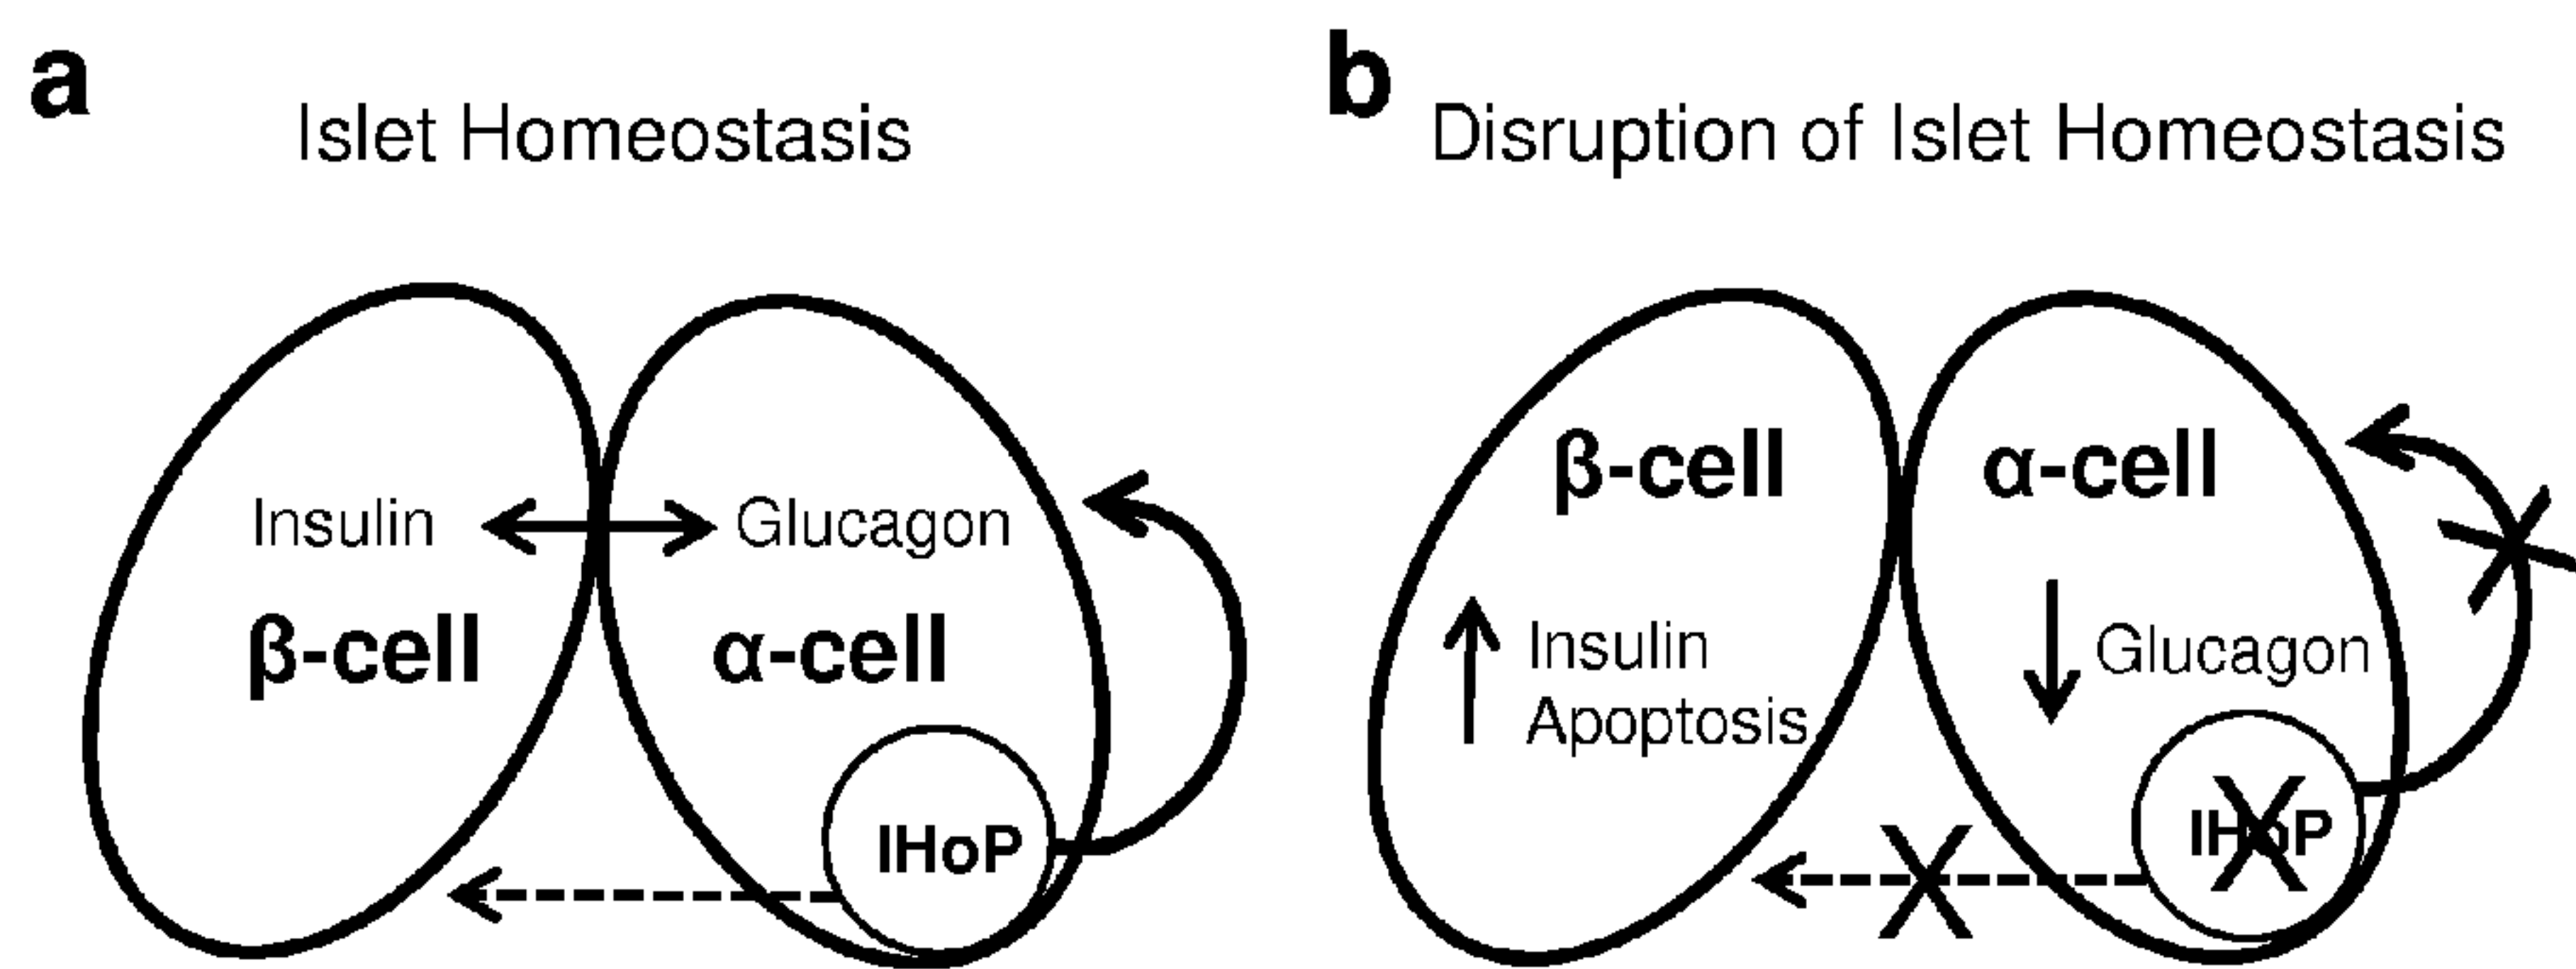 a
Islet Homeostasis
Insulin
Glucagon
β-cell
α-cell
IHoP
b
Disruption of Islet Homeostasis
β-cell
α-cell
Insulin
Apoptosis
Glucagon
IHoP